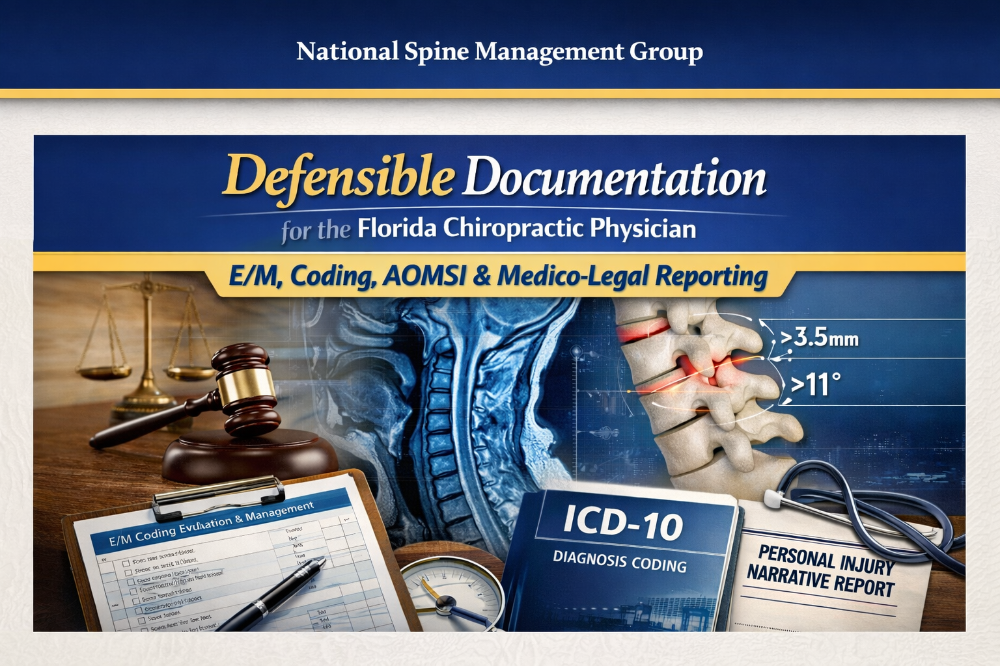 National Spine Management Group
Defensible Documentation
for the Florida Chiropractic Physician
E/M, Coding, AOMSI & Medico-Legal Reporting
>3.5mm
>11°
E/M Coding Evaluation & Management
ICD-10
DIAGNOSIS CODING
PERSONAL INJURY
NARRATIVE REPORT